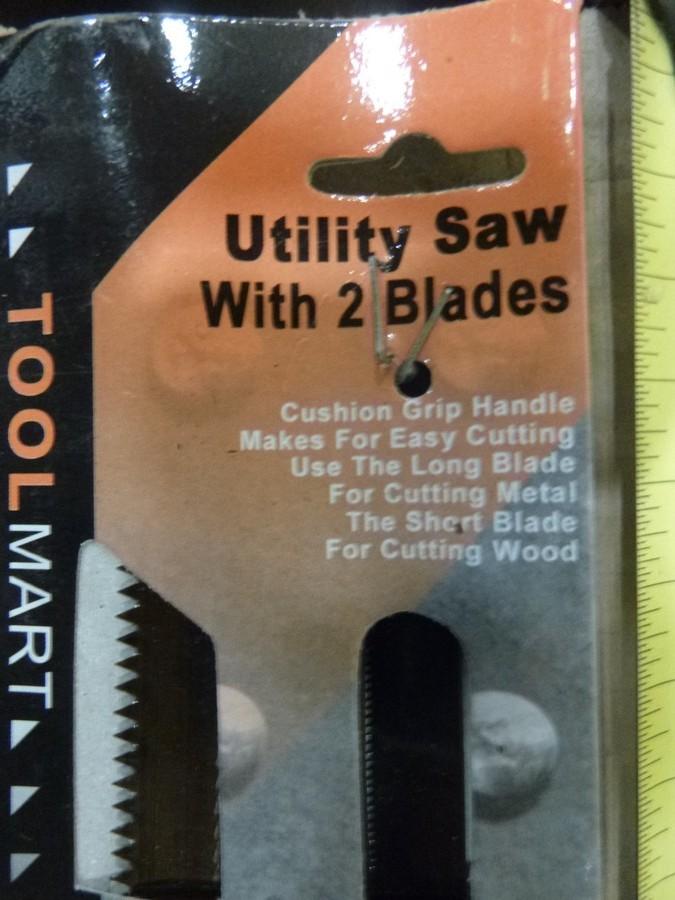 Utility Saw
With 2 Blades
Cushion Grip Handle
Makes For Easy Cutting
Use The Long Blade
For Cutting Metal
The Short Blade
For Cutting Wood
TOOLMART